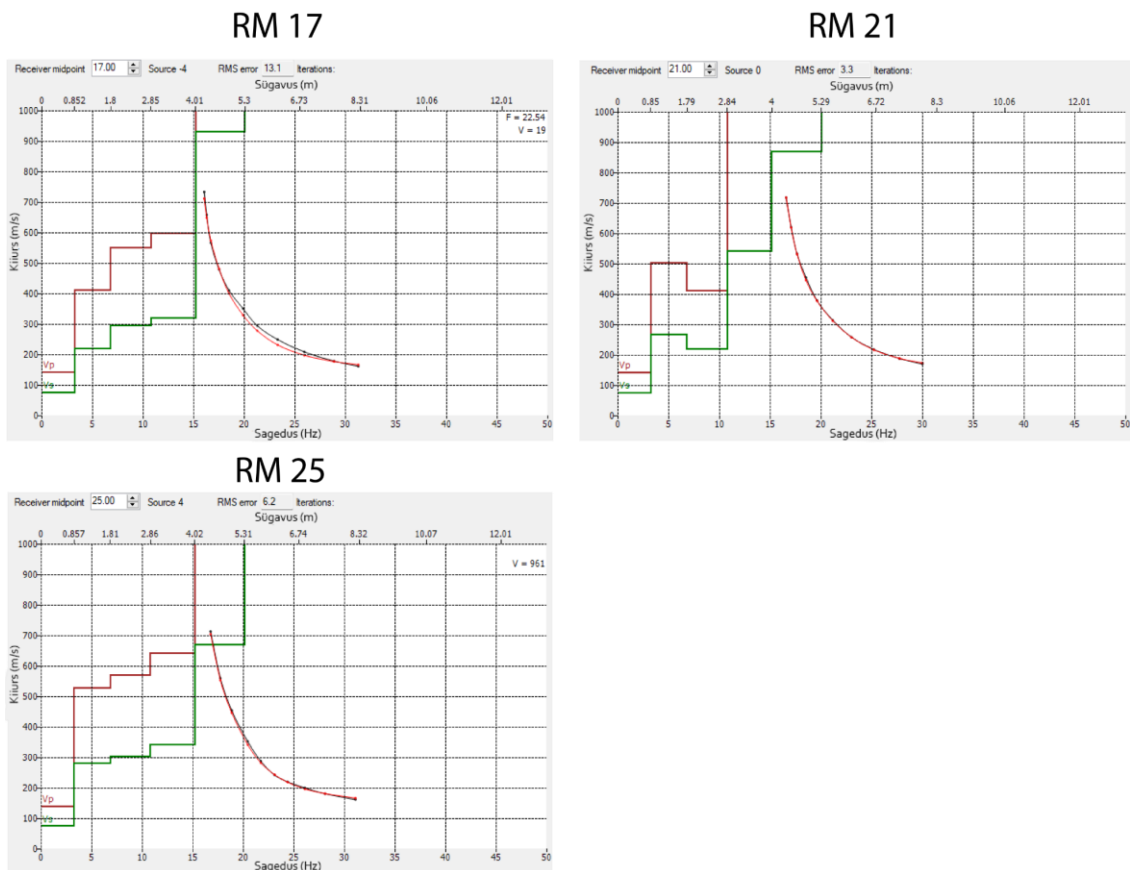 RM 17
Receiver midpoint 17.00 Source -4 RMS error 13.1 Iterations:
Sügavus (m)
0 0.852 1.8 2.85 4.01 5.3 6.73 8.31 10.06 12.01
F = 22.54
V = 19
1000
900
800
700
600
500
400
300
200
100
0
Kiiurs (m/s)
Vp
Vs
0 5 10 15 20 25 30 35 40 45 50
Sagedus (Hz)
RM 21
Receiver midpoint 21.00 Source 0 RMS error 3.3 Iterations:
Sügavus (m)
0 0.85 1.79 2.84 4 5.29 6.72 8.3 10.06 12.01
1000
900
800
700
600
500
400
300
200
100
0
Kiiurs (m/s)
Vp
Vs
0 5 10 15 20 25 30 35 40 45 50
Sagedus (Hz)
RM 25
Receiver midpoint 25.00 Source 4 RMS error 6.2 Iterations:
Sügavus (m)
0 0.857 1.81 2.86 4.02 5.31 6.74 8.32 10.07 12.01
V = 961
1000
900
800
700
600
500
400
300
200
100
0
Kiiurs (m/s)
Vp
Vs
0 5 10 15 20 25 30 35 40 45 50
Sagedus (Hz)